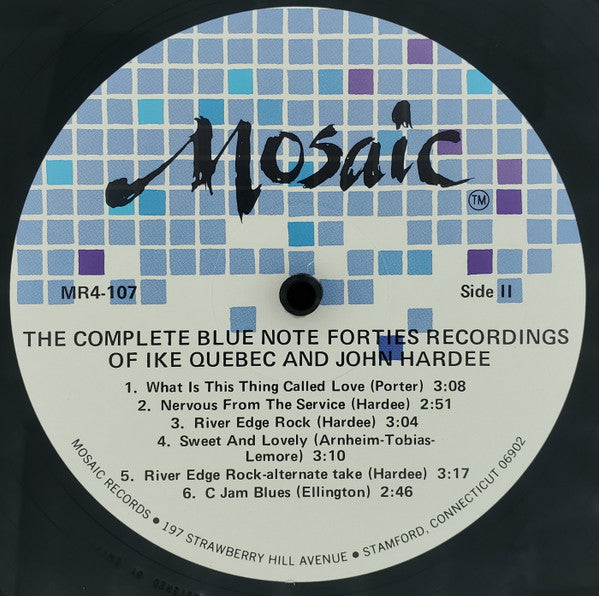 Mosaic
TM
MR4-107
Side II
THE COMPLETE BLUE NOTE FORTIES RECORDINGS
OF IKE QUEBEC AND JOHN HARDEE
1. What Is This Thing Called Love (Porter) 3:08
2. Nervous From The Service (Hardee) 2:51
3. River Edge Rock (Hardee) 3:04
4. Sweet And Lovely (Arnheim-Tobias-
Lemore) 3:10
5. River Edge Rock-alternate take (Hardee) 3:17
6. C Jam Blues (Ellington) 2:46
MOSAIC RECORDS • 197 STRAWBERRY HILL AVENUE • STAMFORD, CONNECTICUT 06902